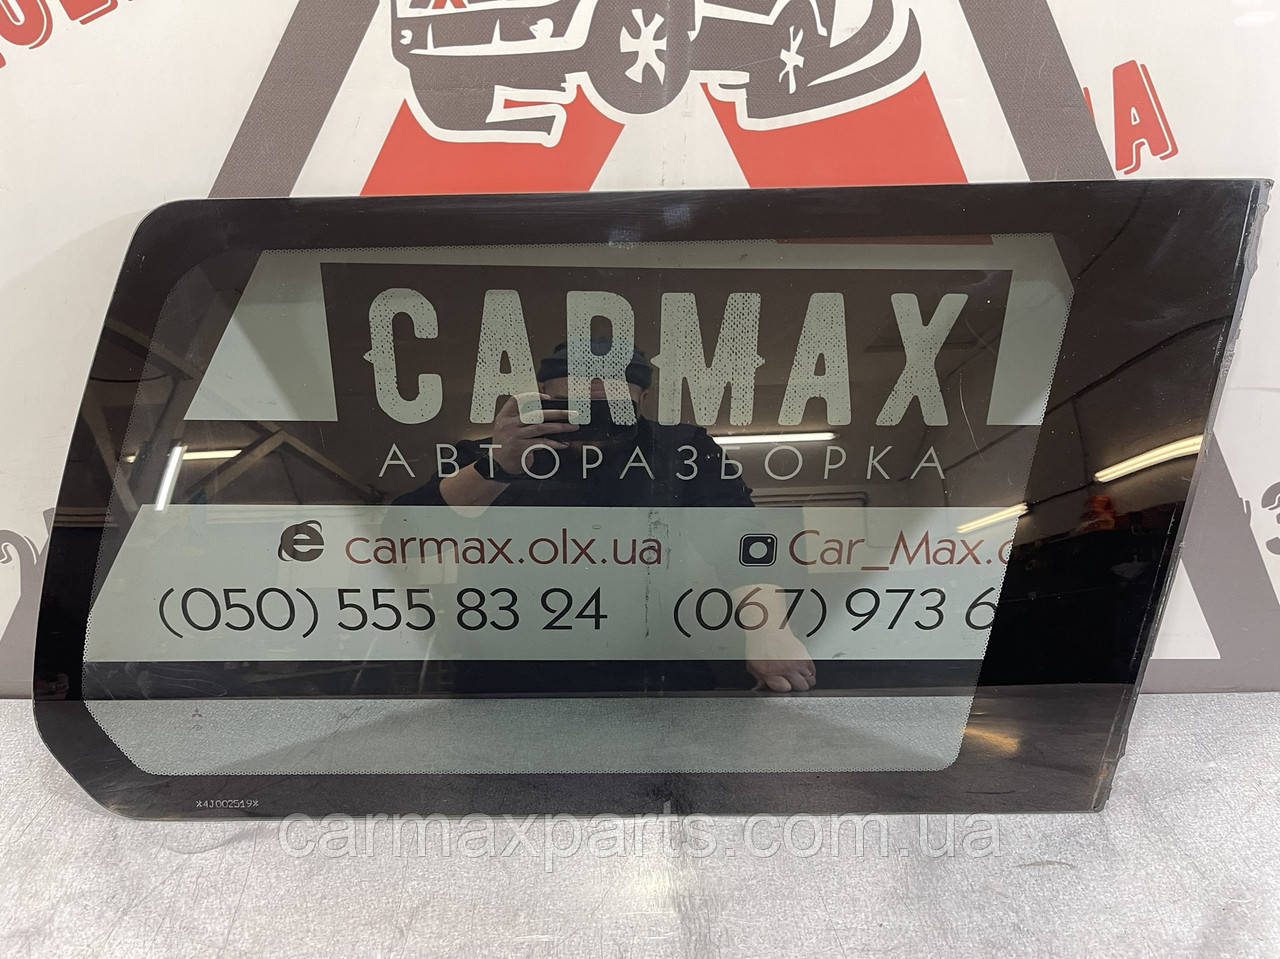 CARMAX
АВТОРАЗБОРКА
carmax.olx.ua Car_Max.
(050) 555 83 24 (067) 973 6
*4J002519*
carmaxparts.com.ua